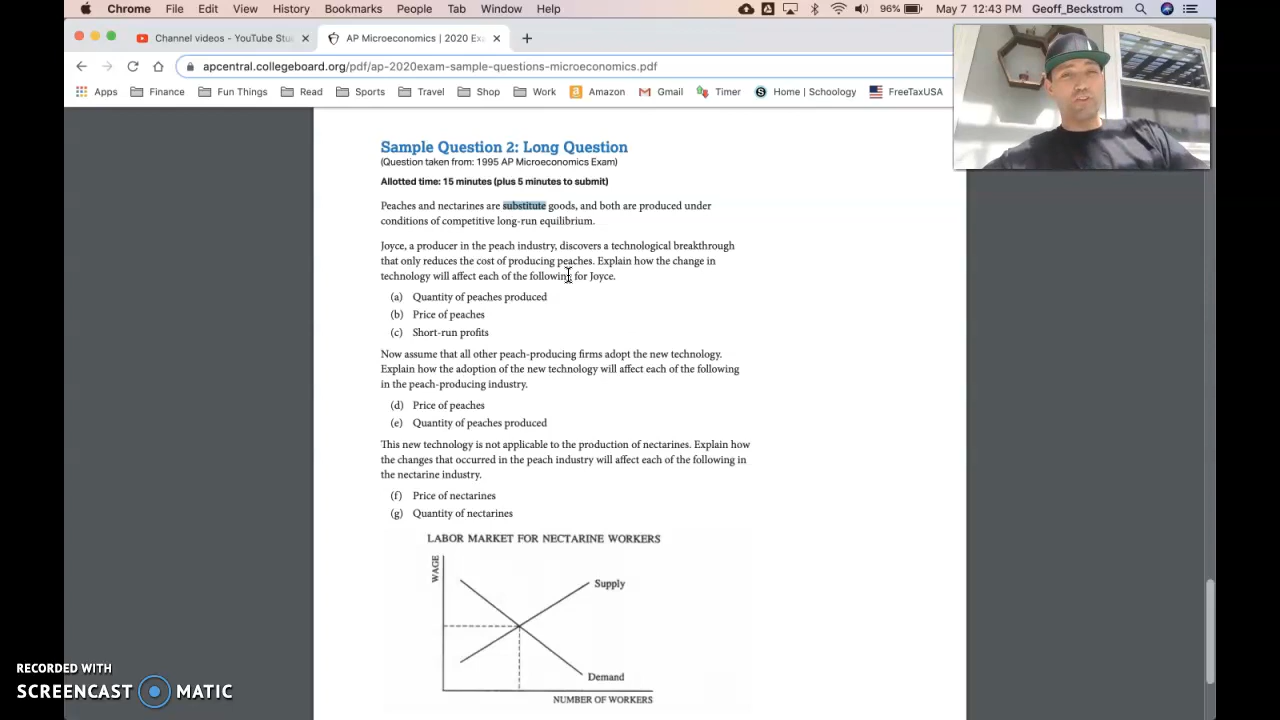 Chrome File Edit View History Bookmarks People Tab Window Help 96% May 7 12:43 PM Geoff_Beckstrom
Channel videos - YouTube Stu AP Microeconomics | 2020 Exa
apcentral.collegeboard.org/pdf/ap-2020exam-sample-questions-microeconomics.pdf
Apps Finance Fun Things Read Sports Travel Shop Work Amazon Gmail Timer Home | Schoology FreeTaxUSA
Sample Question 2: Long Question
(Question taken from: 1995 AP Microeconomics Exam)
Allotted time: 15 minutes (plus 5 minutes to submit)
Peaches and nectarines are substitute goods, and both are produced under
conditions of competitive long-run equilibrium.
Joyce, a producer in the peach industry, discovers a technological breakthrough
that only reduces the cost of producing peaches. Explain how the change in
technology will affect each of the following for Joyce.
(a) Quantity of peaches produced
(b) Price of peaches
(c) Short-run profits
Now assume that all other peach-producing firms adopt the new technology.
Explain how the adoption of the new technology will affect each of the following
in the peach-producing industry.
(d) Price of peaches
(e) Quantity of peaches produced
This new technology is not applicable to the production of nectarines. Explain how
the changes that occurred in the peach industry will affect each of the following in
the nectarine industry.
(f) Price of nectarines
(g) Quantity of nectarines
LABOR MARKET FOR NECTARINE WORKERS
WAGE
Supply
Demand
NUMBER OF WORKERS
RECORDED WITH
SCREENCAST MATIC